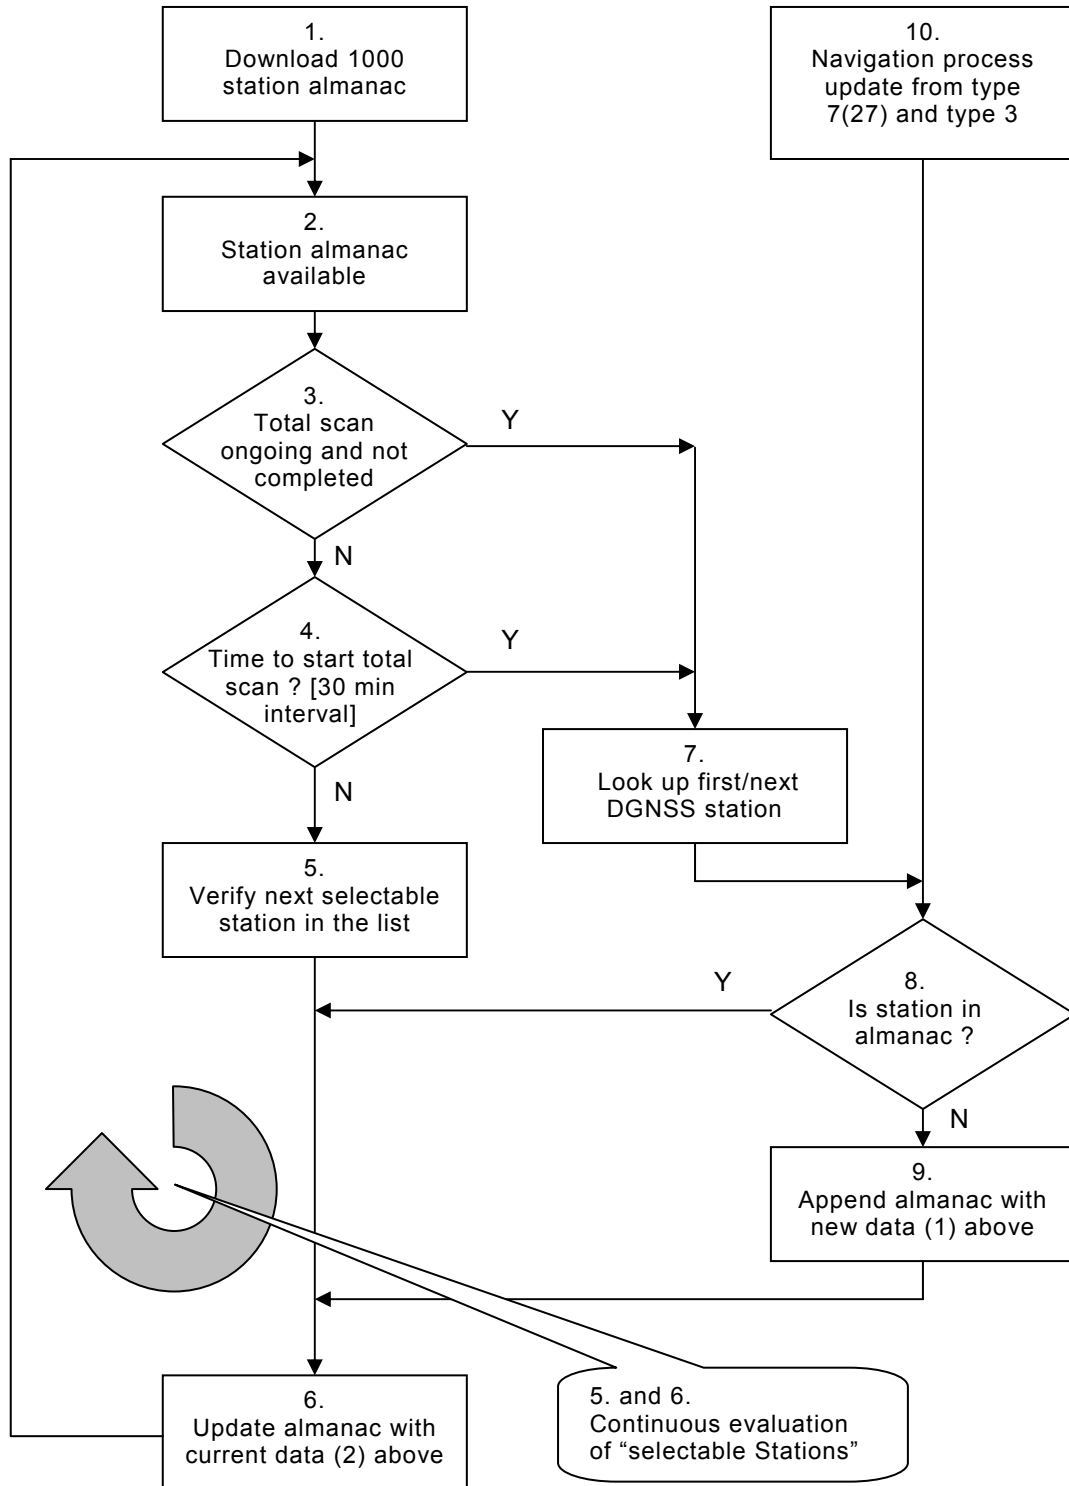 1.
Download 1000
station almanac
10.
Navigation process
update from type
7(27) and type 3
2.
Station almanac
available
3.
Total scan
ongoing and not
completed
Y
N
4.
Time to start total
scan ? [30 min
interval]
Y
N
7.
Look up first/next
DGNSS station
5.
Verify next selectable
station in the list
8.
Is station in
almanac ?
Y
N
9.
Append almanac with
new data (1) above
6.
Update almanac with
current data (2) above
5. and 6.
Continuous evaluation
of “selectable Stations”